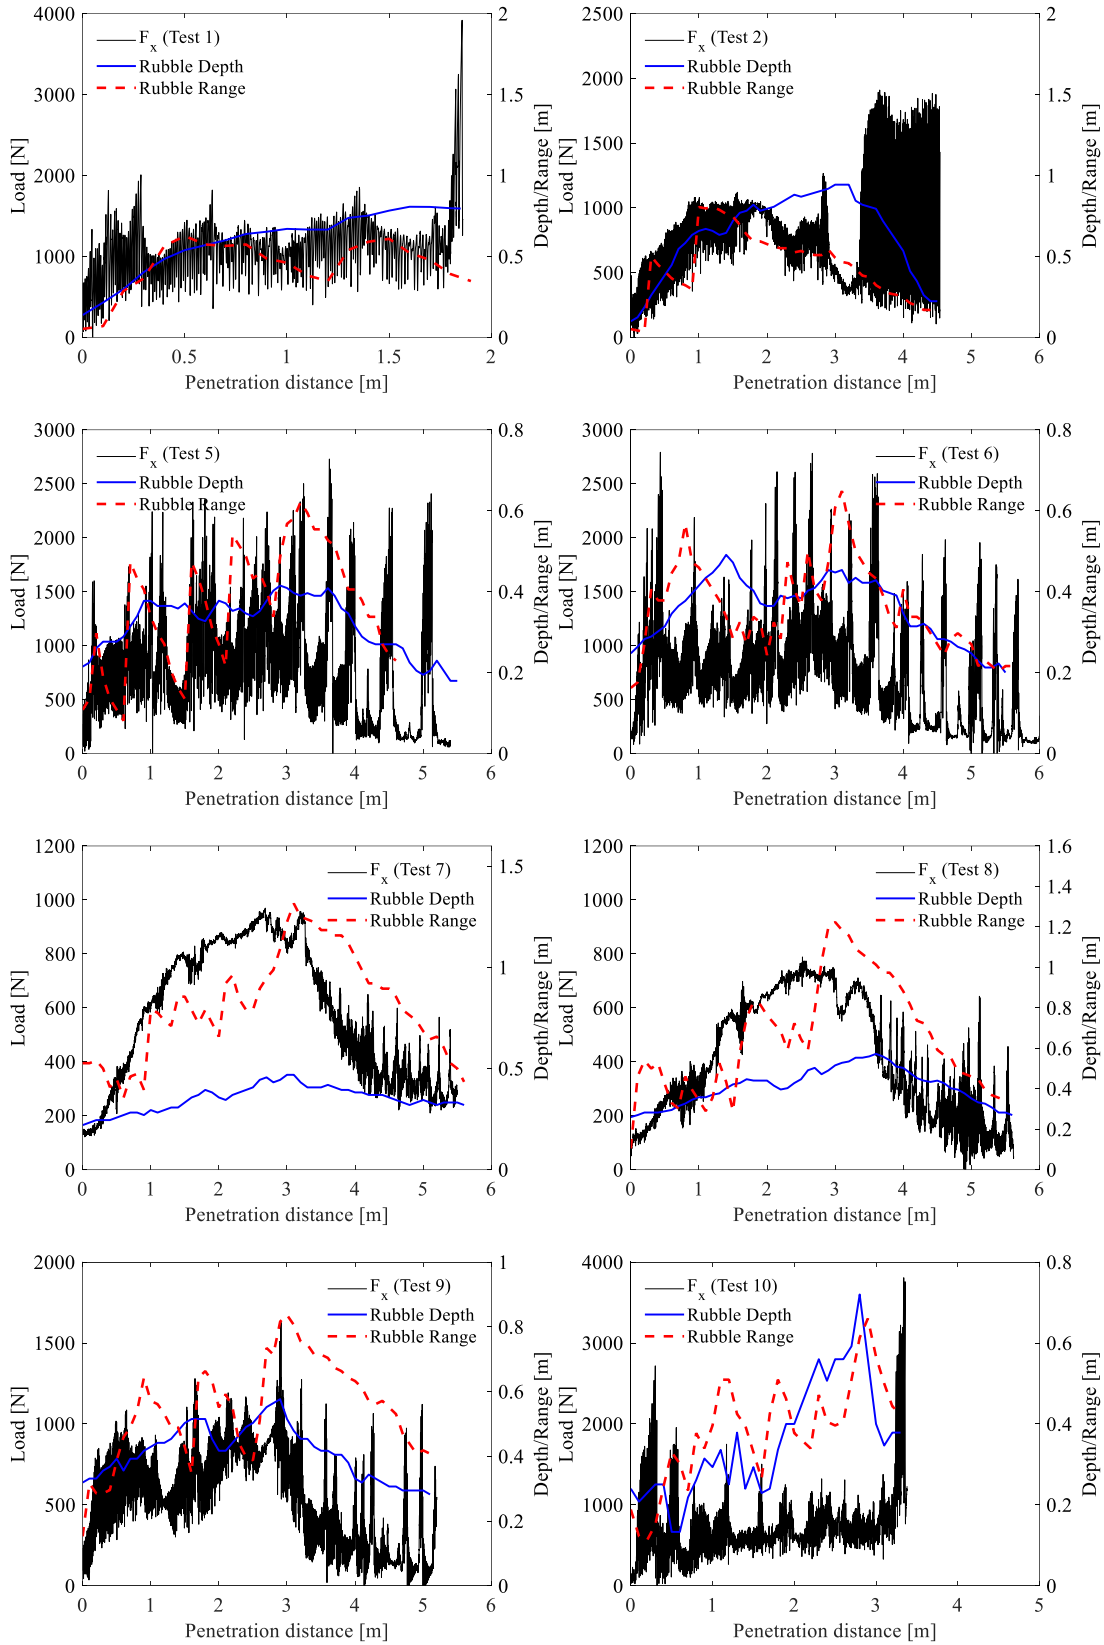 4000
3000
2000
1000
0
Load [N]
F_x (Test 1)
Rubble Depth
Rubble Range
2
1.5
1
0.5
0
Depth/Range [m]
0 0.5 1 1.5 2
Penetration distance [m]
2500
2000
1500
1000
500
0
Load [N]
F_x (Test 2)
Rubble Depth
Rubble Range
2
1.5
1
0.5
0
Depth/Range [m]
0 1 2 3 4 5 6
Penetration distance [m]
3000
2500
2000
1500
1000
500
0
Load [N]
F_x (Test 5)
Rubble Depth
Rubble Range
0.8
0.6
0.4
0.2
0
Depth/Range [m]
0 1 2 3 4 5 6
Penetration distance [m]
3000
2500
2000
1500
1000
500
0
Load [N]
F_x (Test 6)
Rubble Depth
Rubble Range
0.8
0.6
0.4
0.2
0
Depth/Range [m]
0 1 2 3 4 5 6
Penetration distance [m]
1200
1000
800
600
400
200
0
Load [N]
F_x (Test 7)
Rubble Depth
Rubble Range
1.5
1
0.5
0
Depth/Range [m]
0 1 2 3 4 5 6
Penetration distance [m]
1200
1000
800
600
400
200
0
Load [N]
F_x (Test 8)
Rubble Depth
Rubble Range
1.6
1.4
1.2
1
0.8
0.6
0.4
0.2
0
Depth/Range [m]
0 1 2 3 4 5 6
Penetration distance [m]
2000
1500
1000
500
0
Load [N]
F_x (Test 9)
Rubble Depth
Rubble Range
1
0.8
0.6
0.4
0.2
0
Depth/Range [m]
0 1 2 3 4 5 6
Penetration distance [m]
4000
3000
2000
1000
0
Load [N]
F_x (Test 10)
Rubble Depth
Rubble Range
0.8
0.6
0.4
0.2
0
Depth/Range [m]
0 1 2 3 4 5
Penetration distance [m]